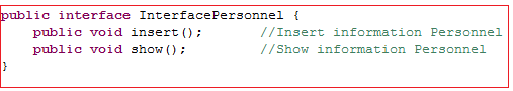 public interface InterfacePersonnel {
    public void insert();       //Insert information Personnel
    public void show();         //Show information Personnel
}